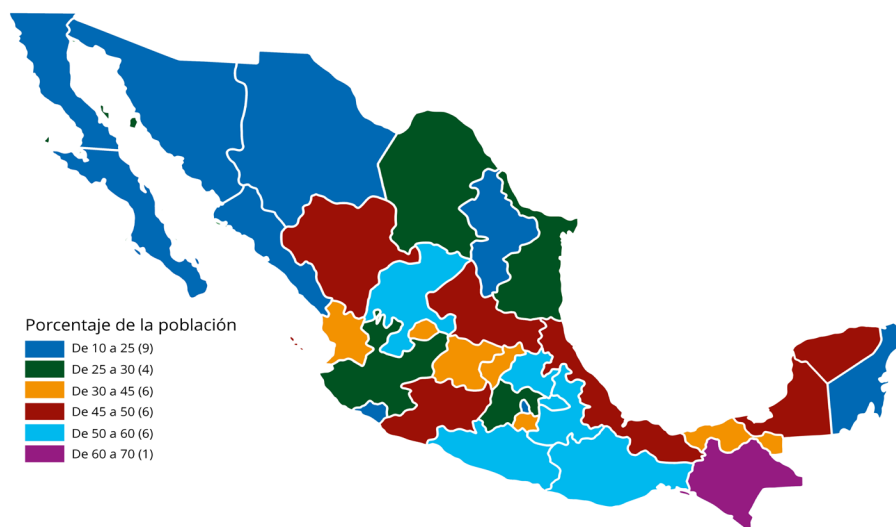 Porcentaje de la población
De 10 a 25 (9)
De 25 a 30 (4)
De 30 a 45 (6)
De 45 a 50 (6)
De 50 a 60 (6)
De 60 a 70 (1)